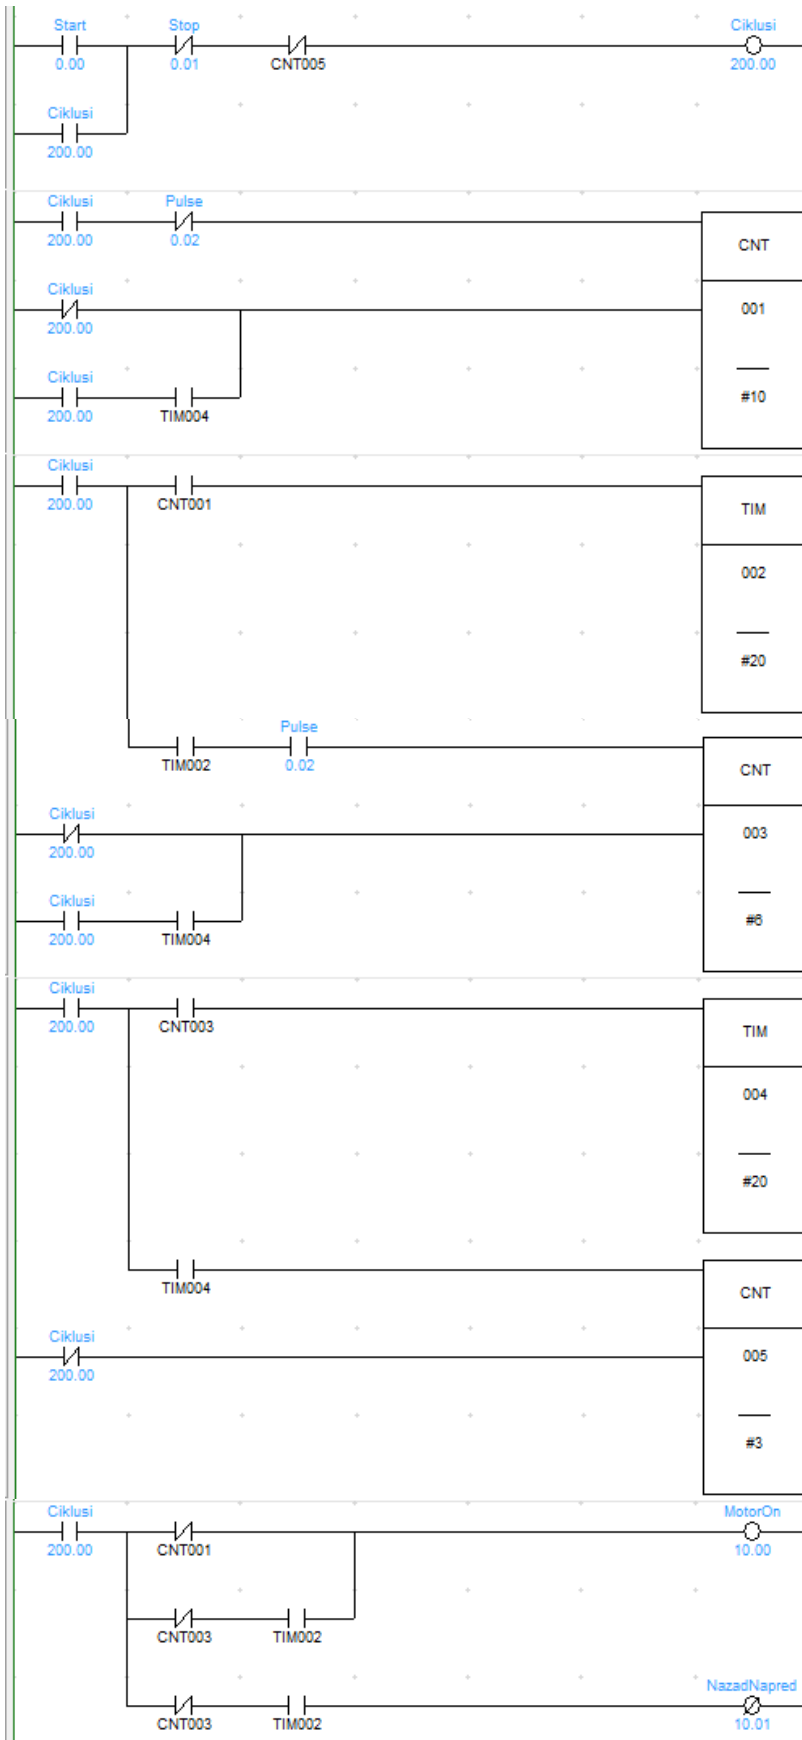 Start Stop Ciklusi
0.00 0.01 CNT005 200.00
Ciklusi
200.00
Ciklusi Pulse
200.00 0.02
CNT
Ciklusi
001
200.00
Ciklusi
#10
200.00 TIM004
Ciklusi
200.00 CNT001
TIM
002
#20
Pulse
TIM002 0.02
CNT
Ciklusi
003
200.00
Ciklusi
#6
200.00 TIM004
Ciklusi
200.00 CNT003
TIM
004
#20
TIM004
CNT
Ciklusi
005
200.00
#3
Ciklusi MotorOn
200.00 CNT001 10.00
CNT003 TIM002
NazadNapred
CNT003 TIM002 10.01